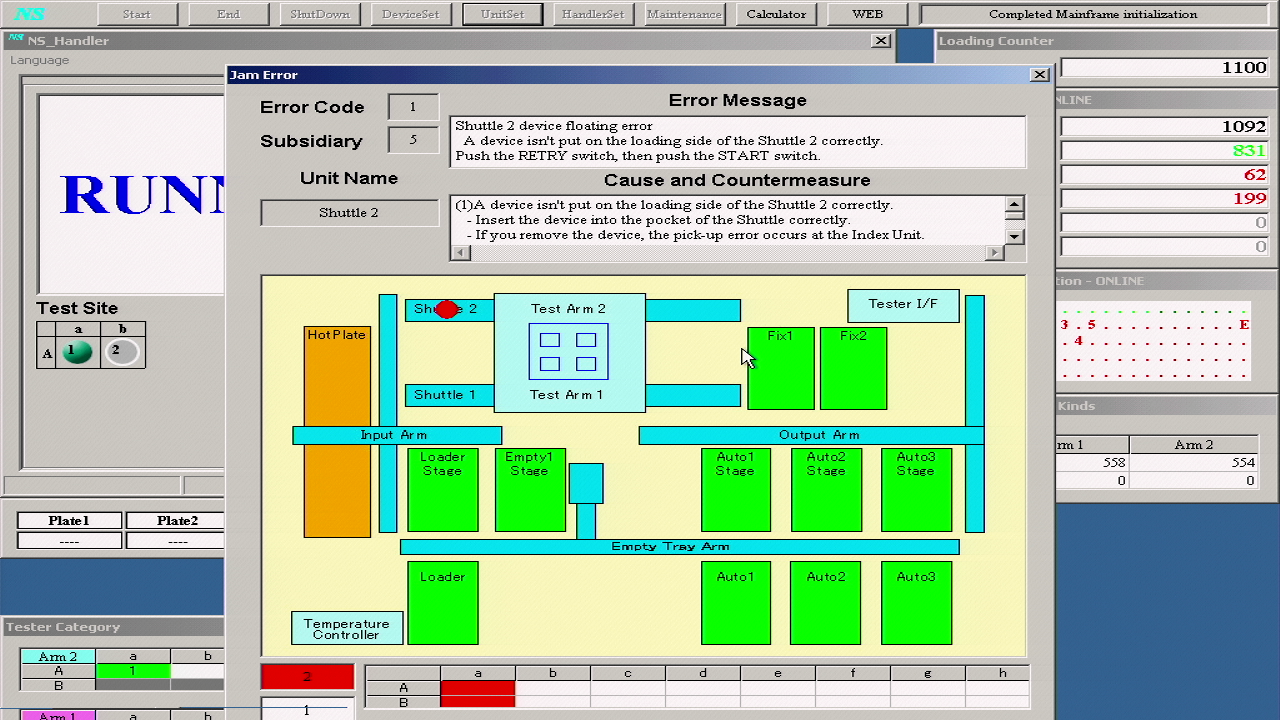 NS Start End ShutDown DeviceSet UnitSet HandlerSet Maintenance Calculator WEB Completed Mainframe initialization
NS NS_Handler
Loading Counter
Language
1100
Jam Error
Error Code 1
Subsidiary 5
Error Message
Shuttle 2 device floating error
A device isn't put on the loading side of the Shuttle 2 correctly.
Push the RETRY switch, then push the START switch.
Unit Name
Shuttle 2
Cause and Countermeasure
(1)A device isn't put on the loading side of the Shuttle 2 correctly.
- Insert the device into the pocket of the Shuttle correctly.
- If you remove the device, the pick-up error occurs at the Index Unit.
NLINE
1092
831
62
199
0
0
RUNN
Test Site
a b
A 1 2
tion - ONLINE
3 . 5 E
. 4
Kinds
rm 1 Arm 2
558 554
0 0
Shu e 2
Test Arm 2
Tester I/F
HotPlate
Fix1 Fix2
Shuttle 1
Test Arm 1
Input Arm
Output Arm
Loader Stage
Empty1 Stage
Auto1 Stage
Auto2 Stage
Auto3 Stage
Empty Tray Arm
Loader
Auto1
Auto2
Auto3
Temperature
Controller
Plate1 Plate2
---- ----
Tester Category
Arm 2 a b
A 1
B
Arm 1 a b
2
1
a b c d e f g h
A
B